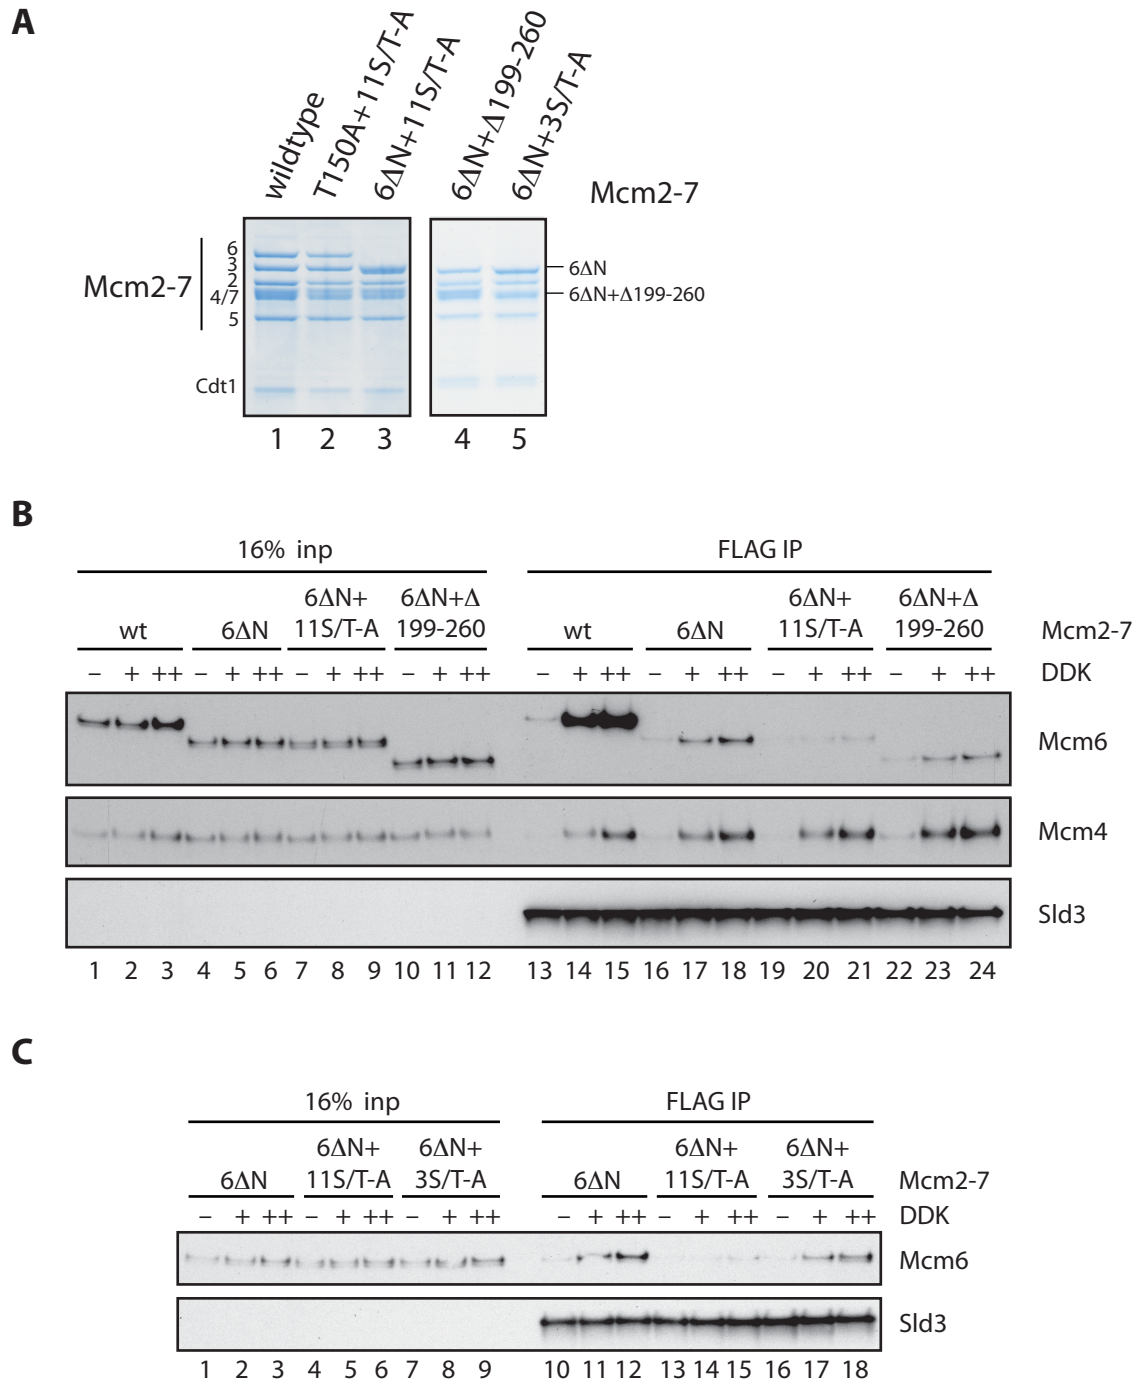 A
wildtype
T150A+11S/T-A
6ΔN+11S/T-A
6ΔN+Δ199-260
6ΔN+3S/T-A
Mcm2-7
Mcm2-7
6
3
2
4/7
5
Cdt1
6ΔN
6ΔN+Δ199-260
1 2 3 4 5
B
16% inp FLAG IP
6ΔN+ 6ΔN+Δ 6ΔN+ 6ΔN+Δ
wt 6ΔN 11S/T-A 199-260 wt 6ΔN 11S/T-A 199-260 Mcm2-7
– + ++ – + ++ – + ++ – + ++ – + ++ – + ++ – + ++ – + ++ DDK
Mcm6
Mcm4
Sld3
1 2 3 4 5 6 7 8 9 10 11 12 13 14 15 16 17 18 19 20 21 22 23 24
C
16% inp FLAG IP
6ΔN+ 6ΔN+ 6ΔN+ 6ΔN+
6ΔN 11S/T-A 3S/T-A 6ΔN 11S/T-A 3S/T-A Mcm2-7
– + ++ – + ++ – + ++ – + ++ – + ++ – + ++ DDK
Mcm6
Sld3
1 2 3 4 5 6 7 8 9 10 11 12 13 14 15 16 17 18